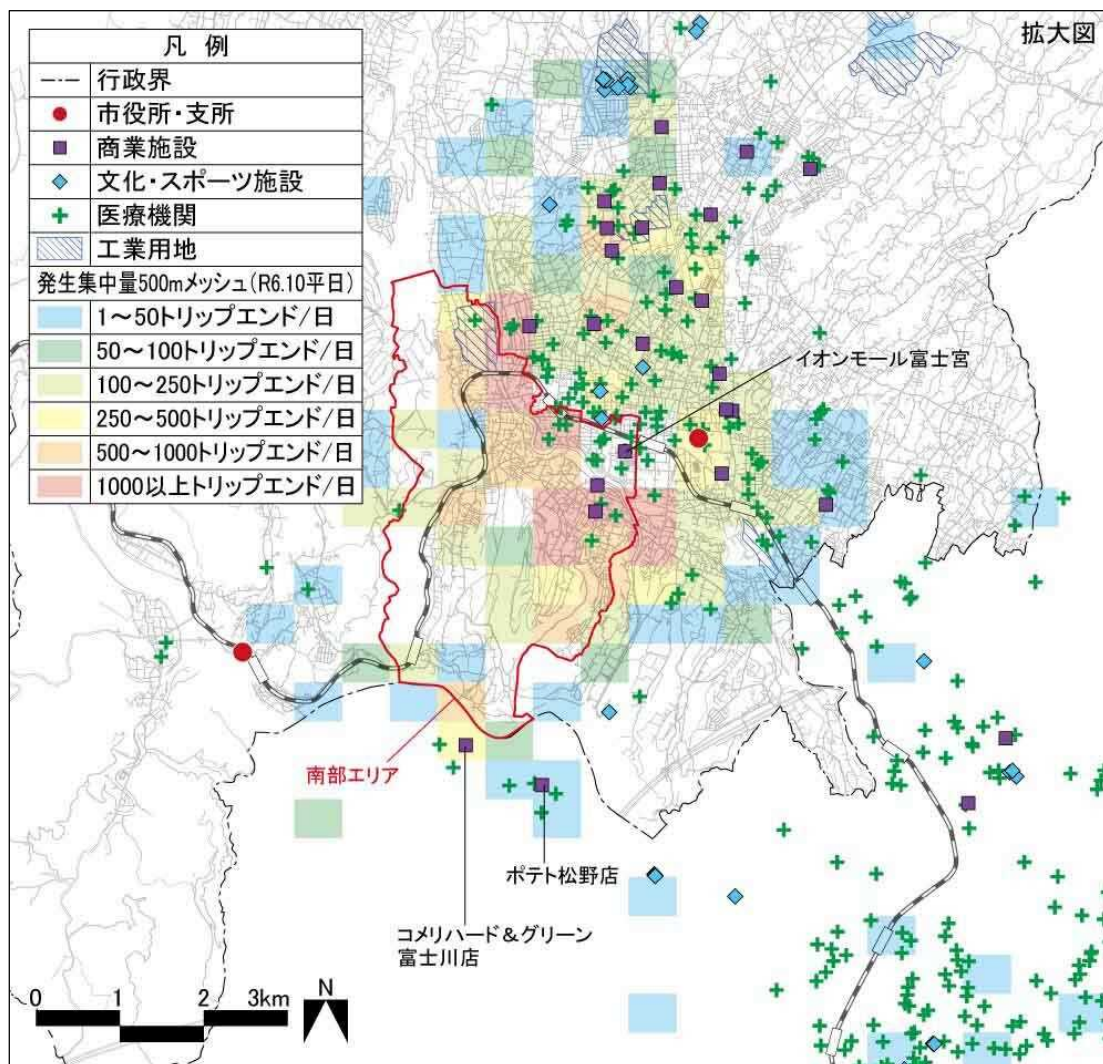 拡大図
凡 例
行政界
市役所・支所
商業施設
文化・スポーツ施設
医療機関
工業用地
発生集中量500mメッシュ(R6.10平日)
1～50トリップエンド/日
50～100トリップエンド/日
100～250トリップエンド/日
250～500トリップエンド/日
500～1000トリップエンド/日
1000以上トリップエンド/日
イオンモール富士宮
南部エリア
ポテト松野店
コメリハード&グリーン
富士川店
0 1 2 3km
N